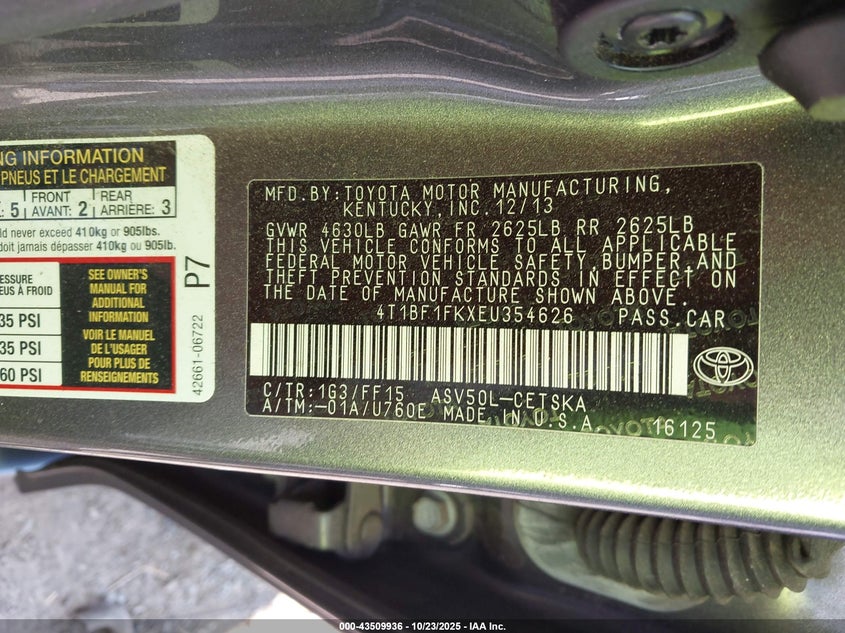 NG INFORMATION
PNEUS ET LE CHARGEMENT
: 5 FRONT AVANT: 2 REAR ARRIÈRE: 3
ld never exceed 410kg or 905lbs.
doit jamais dépasser 410kg ou 905lb.
ESSURE
EUS À FROID
35 PSI
35 PSI
60 PSI
SEE OWNER'S
MANUAL FOR
ADDITIONAL
INFORMATION
VOIR LE MANUEL
DE L'USAGER
POUR PLUS DE
RENSEIGNEMENTS
P7
42661-06722
MFD.BY:TOYOTA MOTOR MANUFACTURING,
KENTUCKY,INC.12/13
GVWR 4630LB GAWR FR 2625LB RR 2625LB
THIS VEHICLE CONFORMS TO ALL APPLICABLE
FEDERAL MOTOR VEHICLE SAFETY,BUMPER,AND
THEFT PREVENTION STANDARDS IN EFFECT ON
THE DATE OF MANUFACTURE SHOWN ABOVE.
4T1BF1FKXEU354626 PASS.CAR
C/TR:1G3/FF15 ASV50L-CETSKA
A/TM:-01A/U760E MADE IN U.S.A.
16125
000-43509936 | 10/23/2025 | IAA Inc.